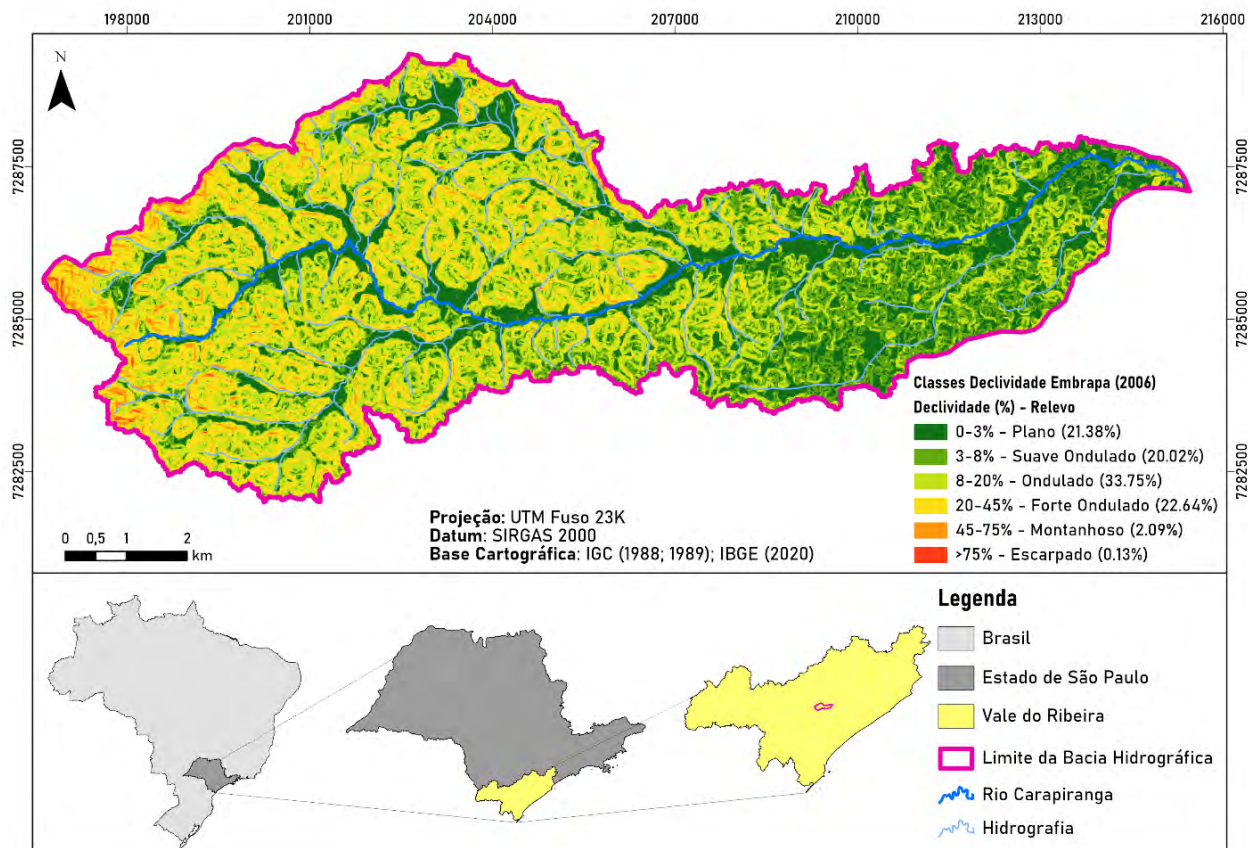 198000 201000 204000 207000 210000 213000 216000
N
7287500 7287500
7285000 7285000
7282500 7282500
Classes Declividade Embrapa (2006)
Declividade (%) - Relevo
0-3% - Plano (21.38%)
3-8% - Suave Ondulado (20.02%)
8-20% - Ondulado (33.75%)
20-45% - Forte Ondulado (22.64%)
45-75% - Montanhoso (2.09%)
>75% - Escarpado (0.13%)
0 0,5 1 2
km
Projeção: UTM Fuso 23K
Datum: SIRGAS 2000
Base Cartográfica: IGC (1988; 1989); IBGE (2020)
Legenda
Brasil
Estado de São Paulo
Vale do Ribeira
Limite da Bacia Hidrográfica
Rio Carapiranga
Hidrografia